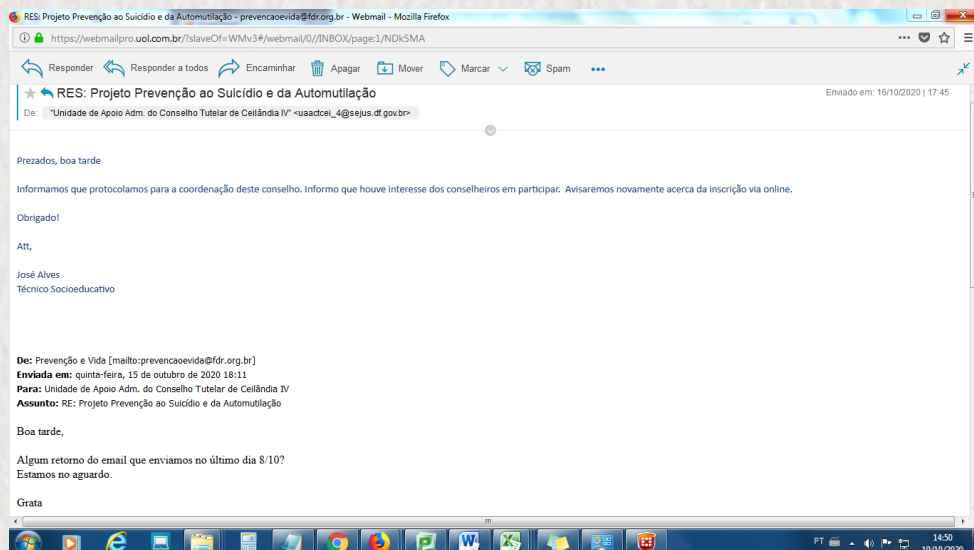 RES: Projeto Prevenção ao Suicídio e da Automutilação - prevencaoevida@fdr.org.br - Webmail - Mozilla Firefox
https://webmailpro.uol.com.br/?slaveOf=WMv3#/webmail/0//INBOX/page:1/NDk5MA
Responder Responder a todos Encaminhar Apagar Mover Marcar Spam
RES: Projeto Prevenção ao Suicídio e da Automutilação Enviado em: 16/10/2020 | 17:45
De: "Unidade de Apoio Adm. do Conselho Tutelar de Ceilândia IV" <uaactcei_4@sejus.df.gov.br>
Prezados, boa tarde
Informamos que protocolamos para a coordenação deste conselho. Informo que houve interesse dos conselheiros em participar. Avisaremos novamente acerca da inscrição via online.
Obrigado!
Att,
José Alves
Técnico Socioeducativo
De: Prevenção e Vida [mailto:prevencaoevida@fdr.org.br]
Enviada em: quinta-feira, 15 de outubro de 2020 18:11
Para: Unidade de Apoio Adm. do Conselho Tutelar de Ceilândia IV
Assunto: RE: Projeto Prevenção ao Suicídio e da Automutilação
Boa tarde,
Algum retorno do email que enviamos no último dia 8/10?
Estamos no aguardo.
Grata
PT 14:50
19/10/2020